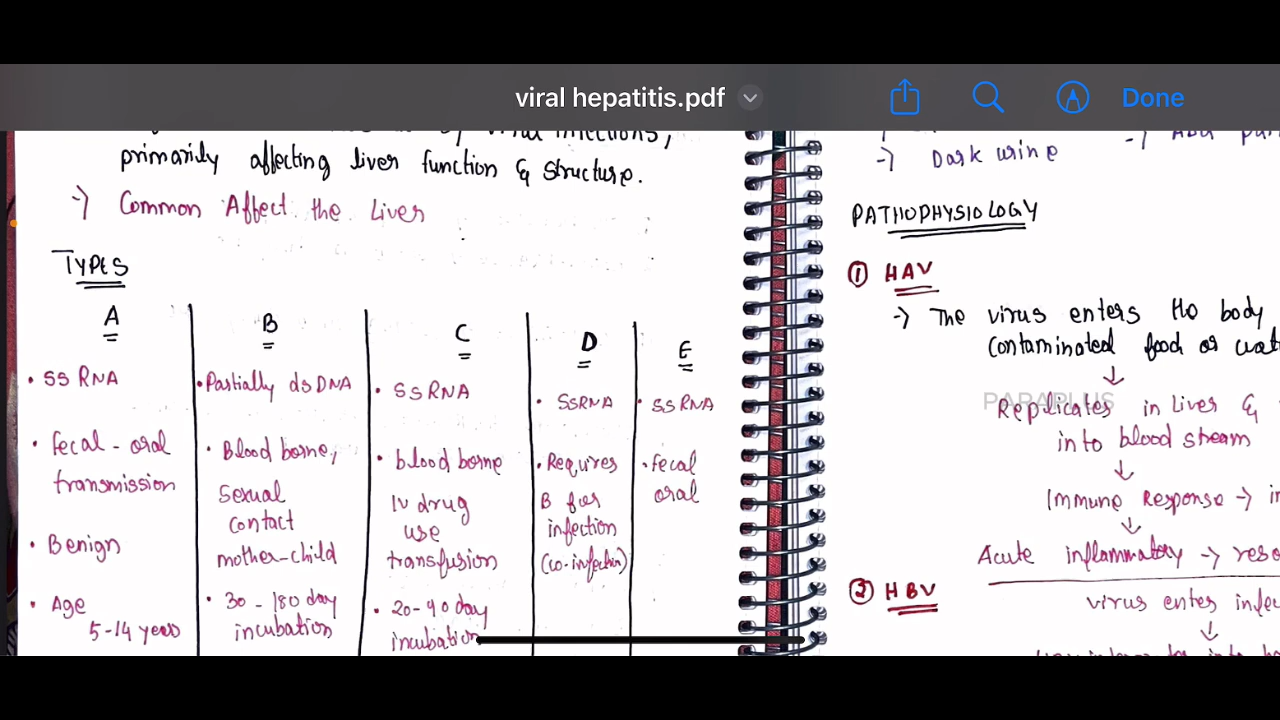 viral hepatitis.pdf
Done
primarily affecting liver function & structure.
→ Common Affect the Liver
TYPES
A
• SS RNA
• fecal - oral
transmission
• Benign
• Age
5-14 years
B
• Partially ds DNA
• Blood borne,
Sexual
contact
mother-child
• 30 - 180 day
incubation
C
• SSRNA
• blood borne
IV drug
use
transfusion
• 20-90 day
incubation
D
• SSRNA
• Requires
B for
infection
(co-infection)
E
• SSRNA
• fecal
oral
→ Dark urine
PATHOPHYSIOLOGY
① HAV
→ The virus enters the body
contaminated food or
↓
Replicates in Liver &
into blood stream
↓
Immune Response →
↓
Acute inflammatory →
② HBV
virus enter
↓
PARAPLUS